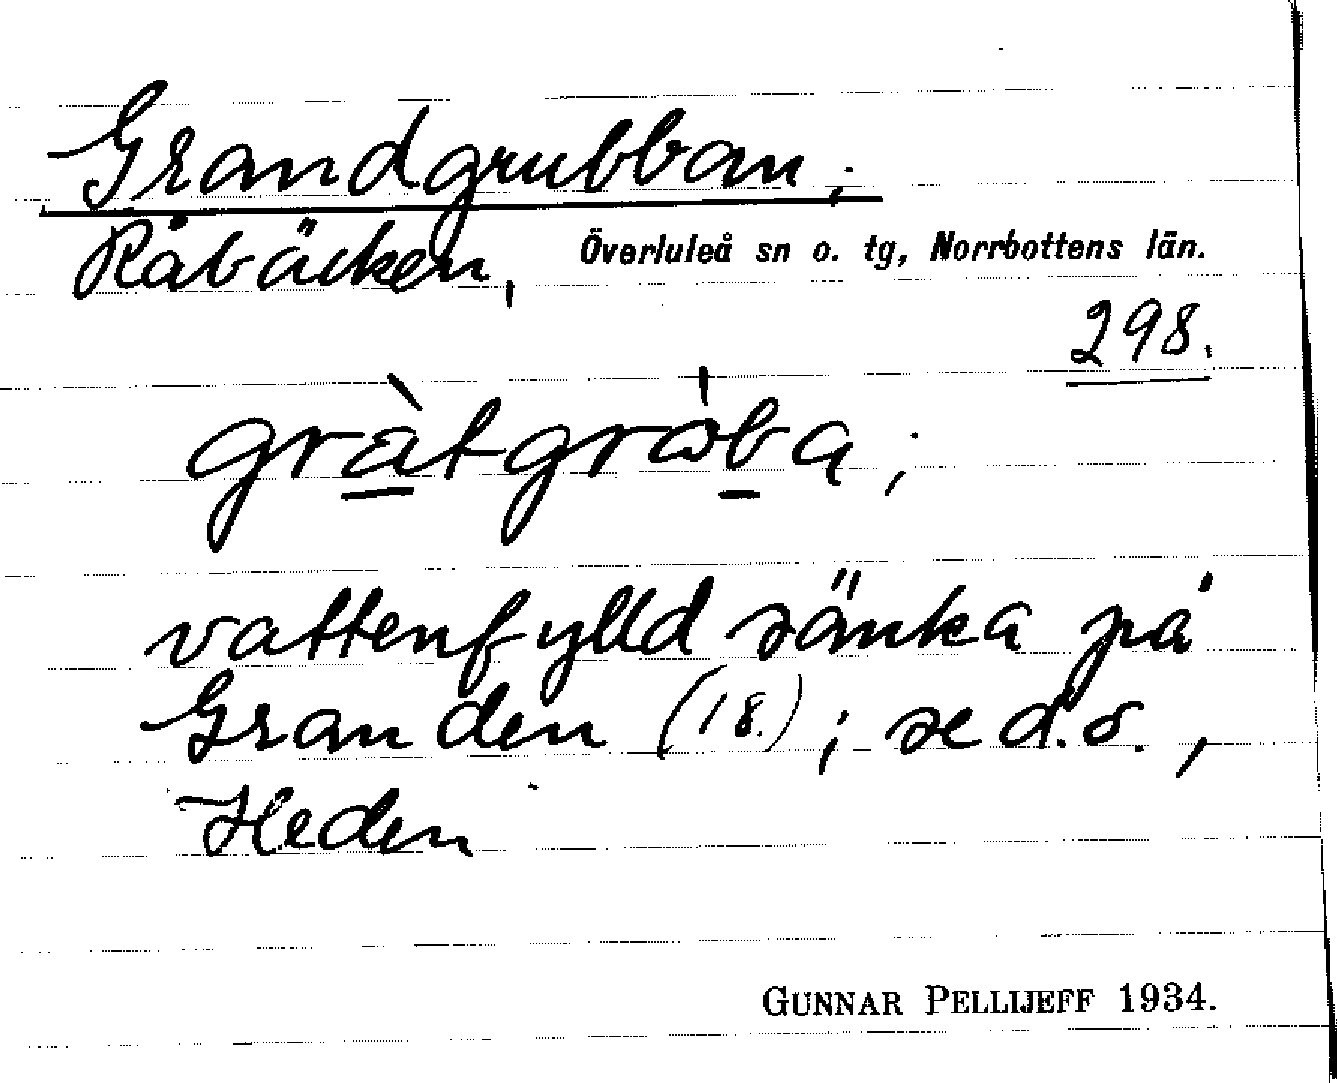 Grandgrubban;
Råbäcken, Överluleå sn o. tg, Norrbottens län.
298.
gràtgròba;
vattenfylld sänka på
Granden (18.); se d.o.,
Heden
GUNNAR PELLIJEFF 1934.